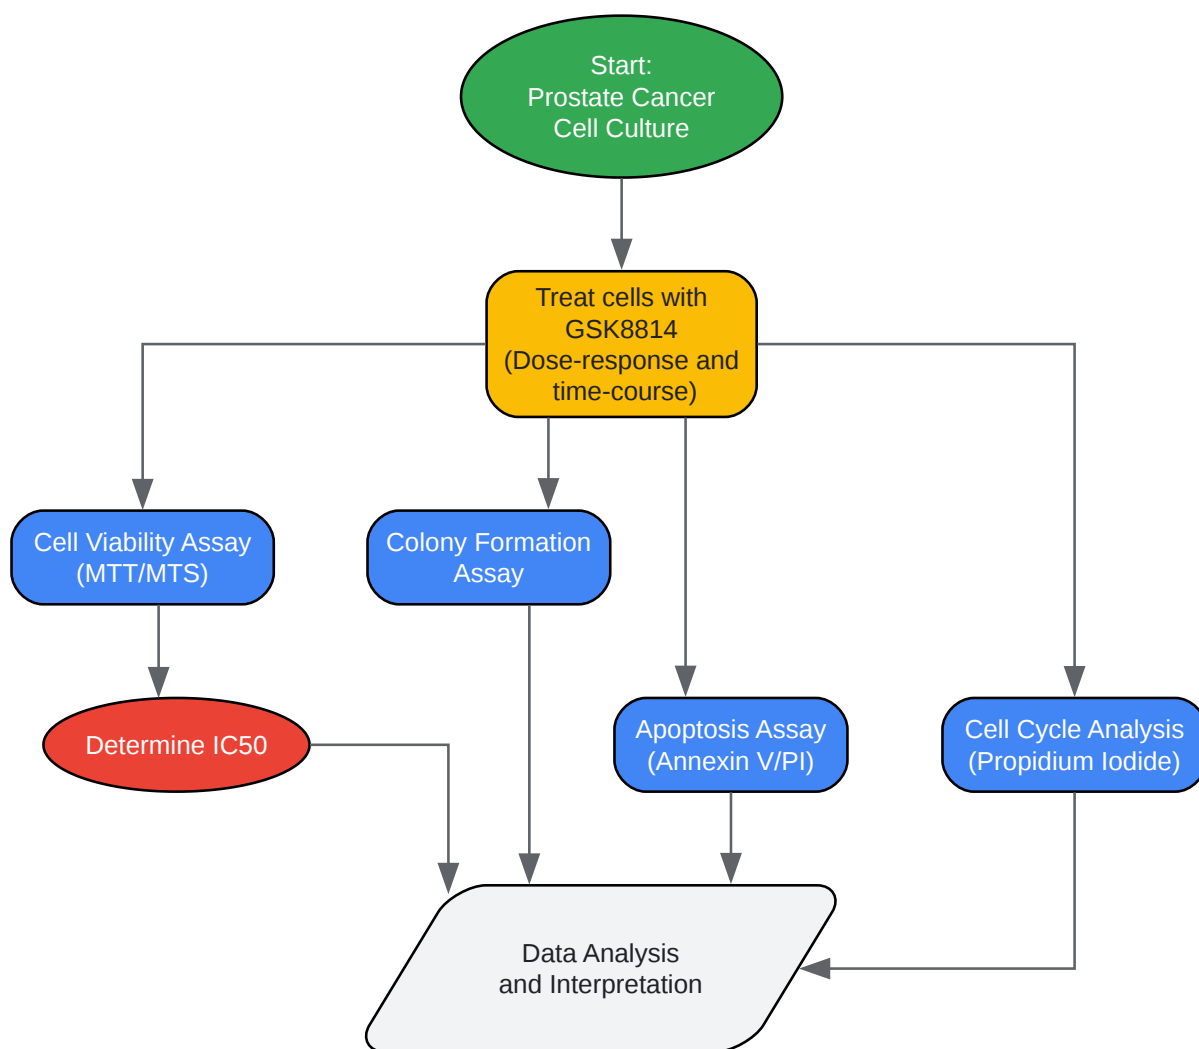 Start:
Prostate Cancer
Cell Culture
Treat cells with
GSK8814
(Dose-response and
time-course)
Cell Viability Assay
(MTT/MTS)
Colony Formation
Assay
Determine IC50
Apoptosis Assay
(Annexin V/PI)
Cell Cycle Analysis
(Propidium Iodide)
Data Analysis
and Interpretation